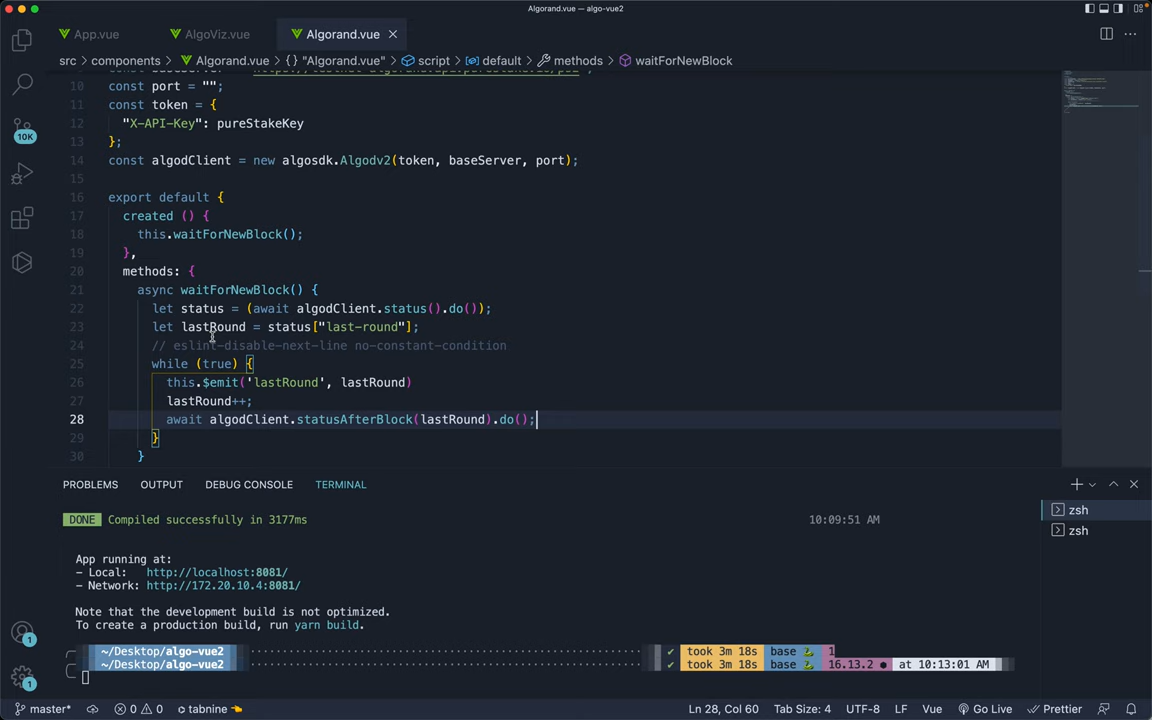 Algorand.vue — algo-vue2
App.vue
AlgoViz.vue
Algorand.vue
src > components > Algorand.vue > {} "Algorand.vue" > script > default > methods > waitForNewBlock
10 const port = "";
11 const token = {
12 "X-API-Key": pureStakeKey
13 };
14 const algodClient = new algosdk.Algodv2(token, baseServer, port);
15
16 export default {
17 created () {
18 this.waitForNewBlock();
19 },
20 methods: {
21 async waitForNewBlock() {
22 let status = (await algodClient.status().do());
23 let lastRound = status["last-round"];
24 // eslint-disable-next-line no-constant-condition
25 while (true) {
26 this.$emit('lastRound', lastRound)
27 lastRound++;
28 await algodClient.statusAfterBlock(lastRound).do();
29 }
30 }
10K
PROBLEMS OUTPUT DEBUG CONSOLE TERMINAL
zsh
zsh
DONE Compiled successfully in 3177ms 10:09:51 AM
App running at:
- Local: http://localhost:8081/
- Network: http://172.20.10.4:8081/
Note that the development build is not optimized.
To create a production build, run yarn build.
~/Desktop/algo-vue2 ✔ took 3m 18s base 1
~/Desktop/algo-vue2 ✔ took 3m 18s base 16.13.2 at 10:13:01 AM
1
1
master* 0 0 tabnine Ln 28, Col 60 Tab Size: 4 UTF-8 LF Vue Go Live Prettier